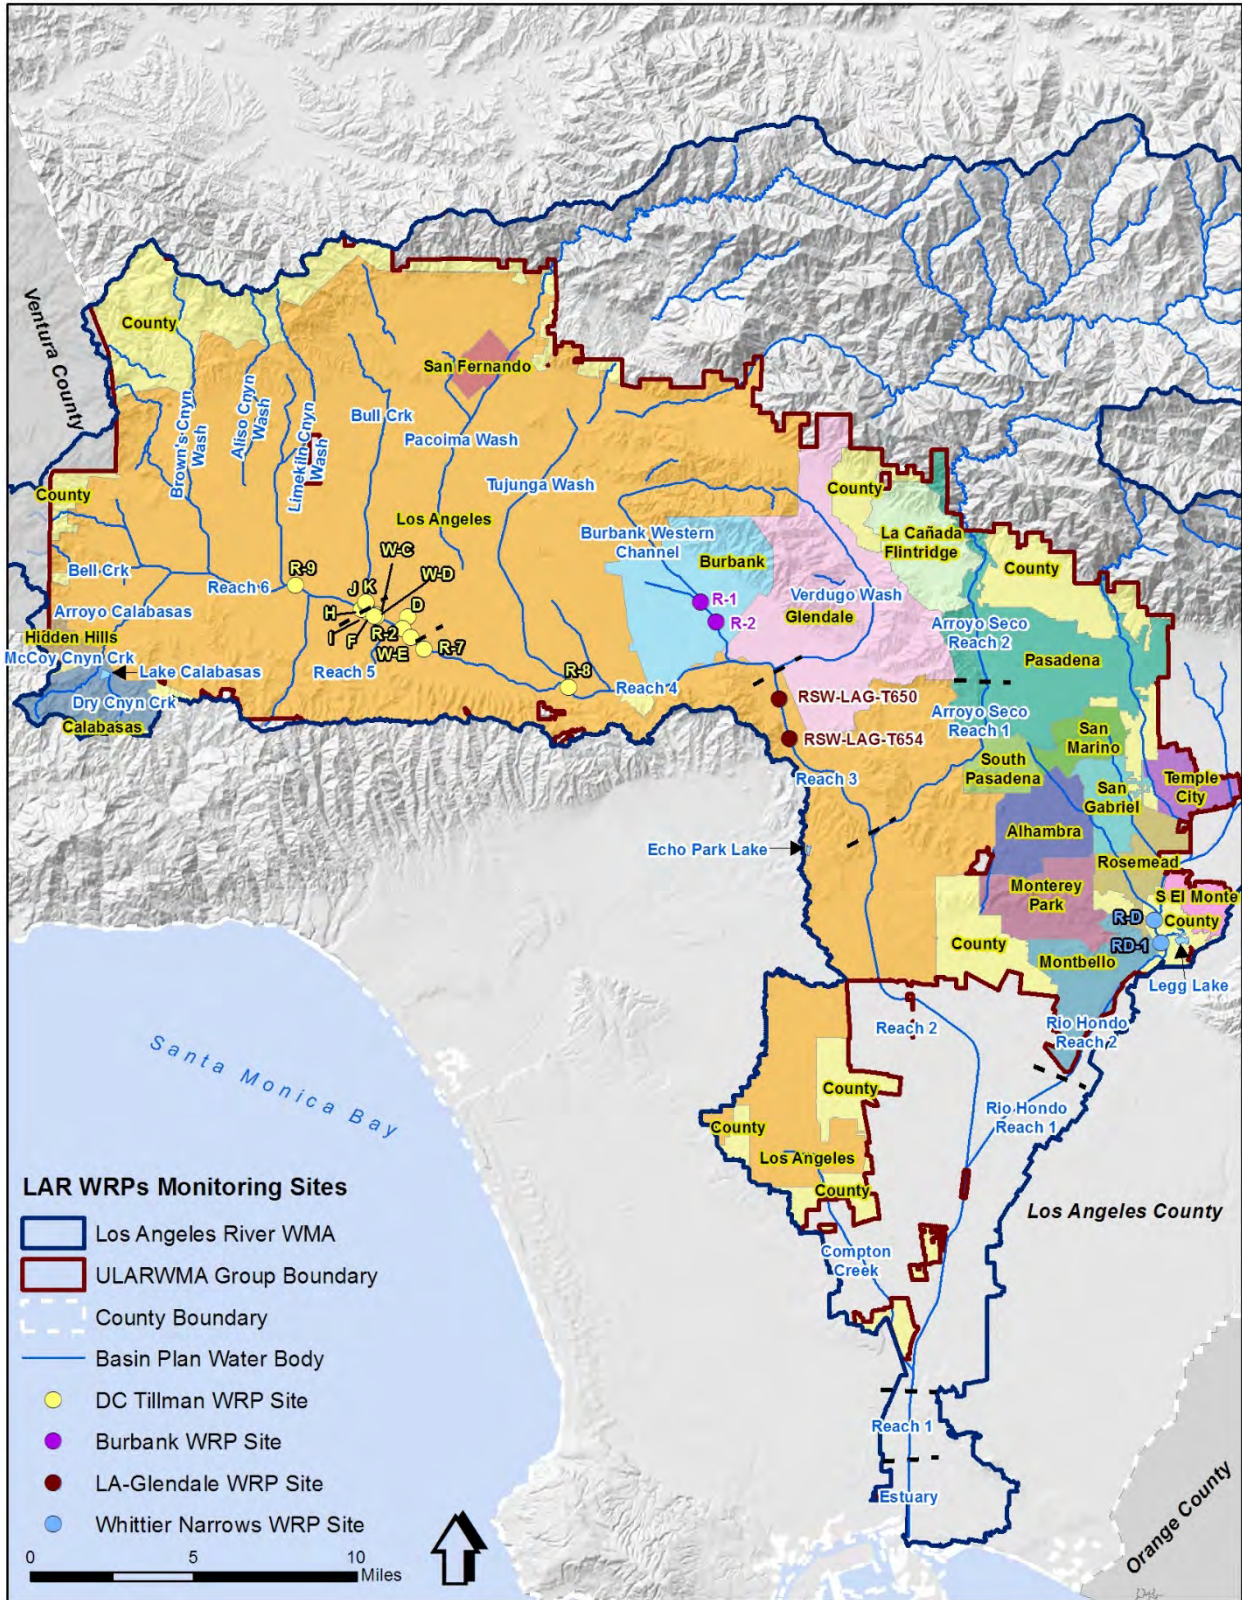 Ventura County
County
San Fernando
Brown's Cnyn
Wash
Aliso Cnyn
Wash
Limekiln Cnyn
Wash
Bull Crk
Pacoima Wash
Tujunga Wash
Los Angeles
County
Burbank Western
Channel
Burbank
County
La Cañada
Flintridge
County
Bell Crk
Reach 6
R-9
W-C
W-D
J
K
H
D
I
F
R-2
W-E
R-7
R-1
R-2
Verdugo Wash
Glendale
Arroyo Calabasas
Hidden Hills
McCoy Cnyn Crk
Lake Calabasas
Dry Cnyn Crk
Calabasas
Reach 5
R-8
Reach 4
Arroyo Seco
Reach 2
Pasadena
RSW-LAG-T650
RSW-LAG-T654
Arroyo Seco
Reach 1
San
Marino
South
Pasadena
Reach 3
San
Gabriel
Temple
City
Echo Park Lake
Alhambra
Rosemead
Monterey
Park
S El Monte
R-D
County
RD-1
County
Montbello
Legg Lake
Reach 2
Rio Hondo
Reach 2
Santa Monica Bay
County
County
Rio Hondo
Reach 1
Los Angeles
County
Los Angeles County
Compton
Creek
Reach 1
Estuary
Orange County
LAR WRPs Monitoring Sites
Los Angeles River WMA
ULARWMA Group Boundary
County Boundary
Basin Plan Water Body
DC Tillman WRP Site
Burbank WRP Site
LA-Glendale WRP Site
Whittier Narrows WRP Site
0 5 10
Miles